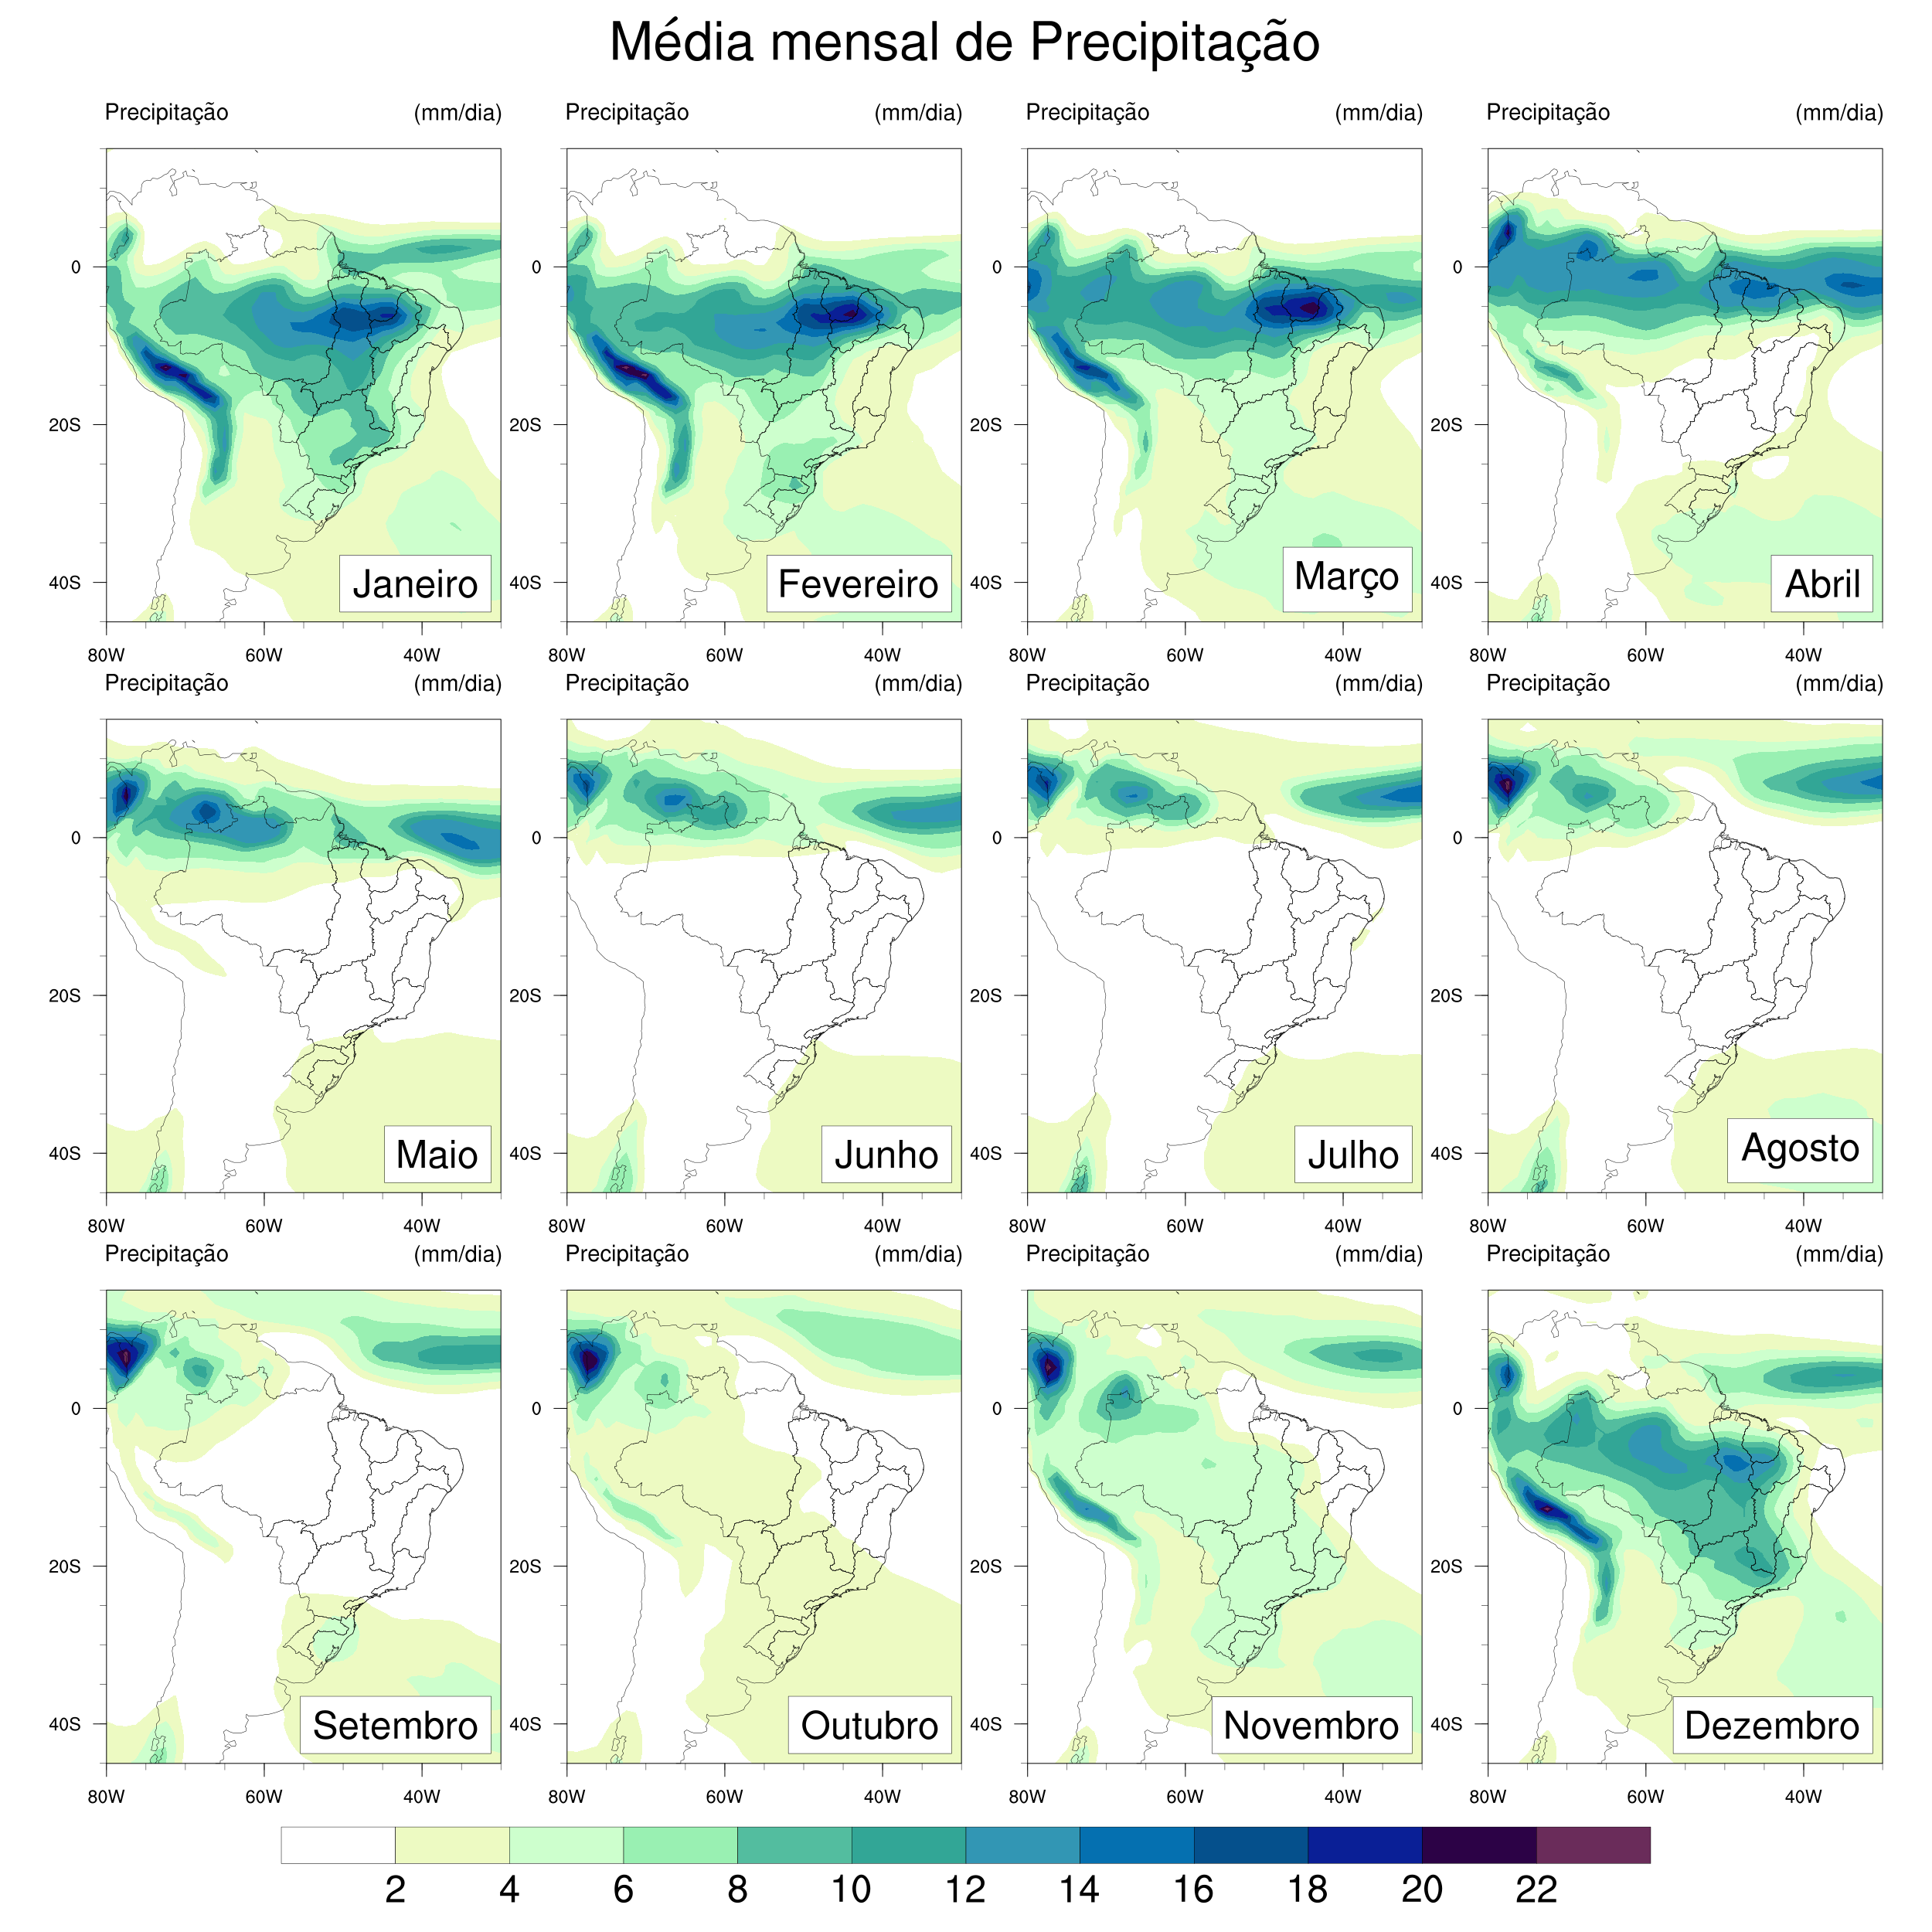 Média mensal de Precipitação
Precipitação (mm/dia) Precipitação (mm/dia) Precipitação (mm/dia) Precipitação (mm/dia)
0 0 0 0
20S 20S 20S 20S
40S 40S 40S 40S
Janeiro Fevereiro Março Abril
80W 60W 40W 80W 60W 40W 80W 60W 40W 80W 60W 40W
Precipitação (mm/dia) Precipitação (mm/dia) Precipitação (mm/dia) Precipitação (mm/dia)
0 0 0 0
20S 20S 20S 20S
40S 40S 40S 40S
Maio Junho Julho Agosto
80W 60W 40W 80W 60W 40W 80W 60W 40W 80W 60W 40W
Precipitação (mm/dia) Precipitação (mm/dia) Precipitação (mm/dia) Precipitação (mm/dia)
0 0 0 0
20S 20S 20S 20S
40S 40S 40S 40S
Setembro Outubro Novembro Dezembro
80W 60W 40W 80W 60W 40W 80W 60W 40W 80W 60W 40W
2 4 6 8 10 12 14 16 18 20 22